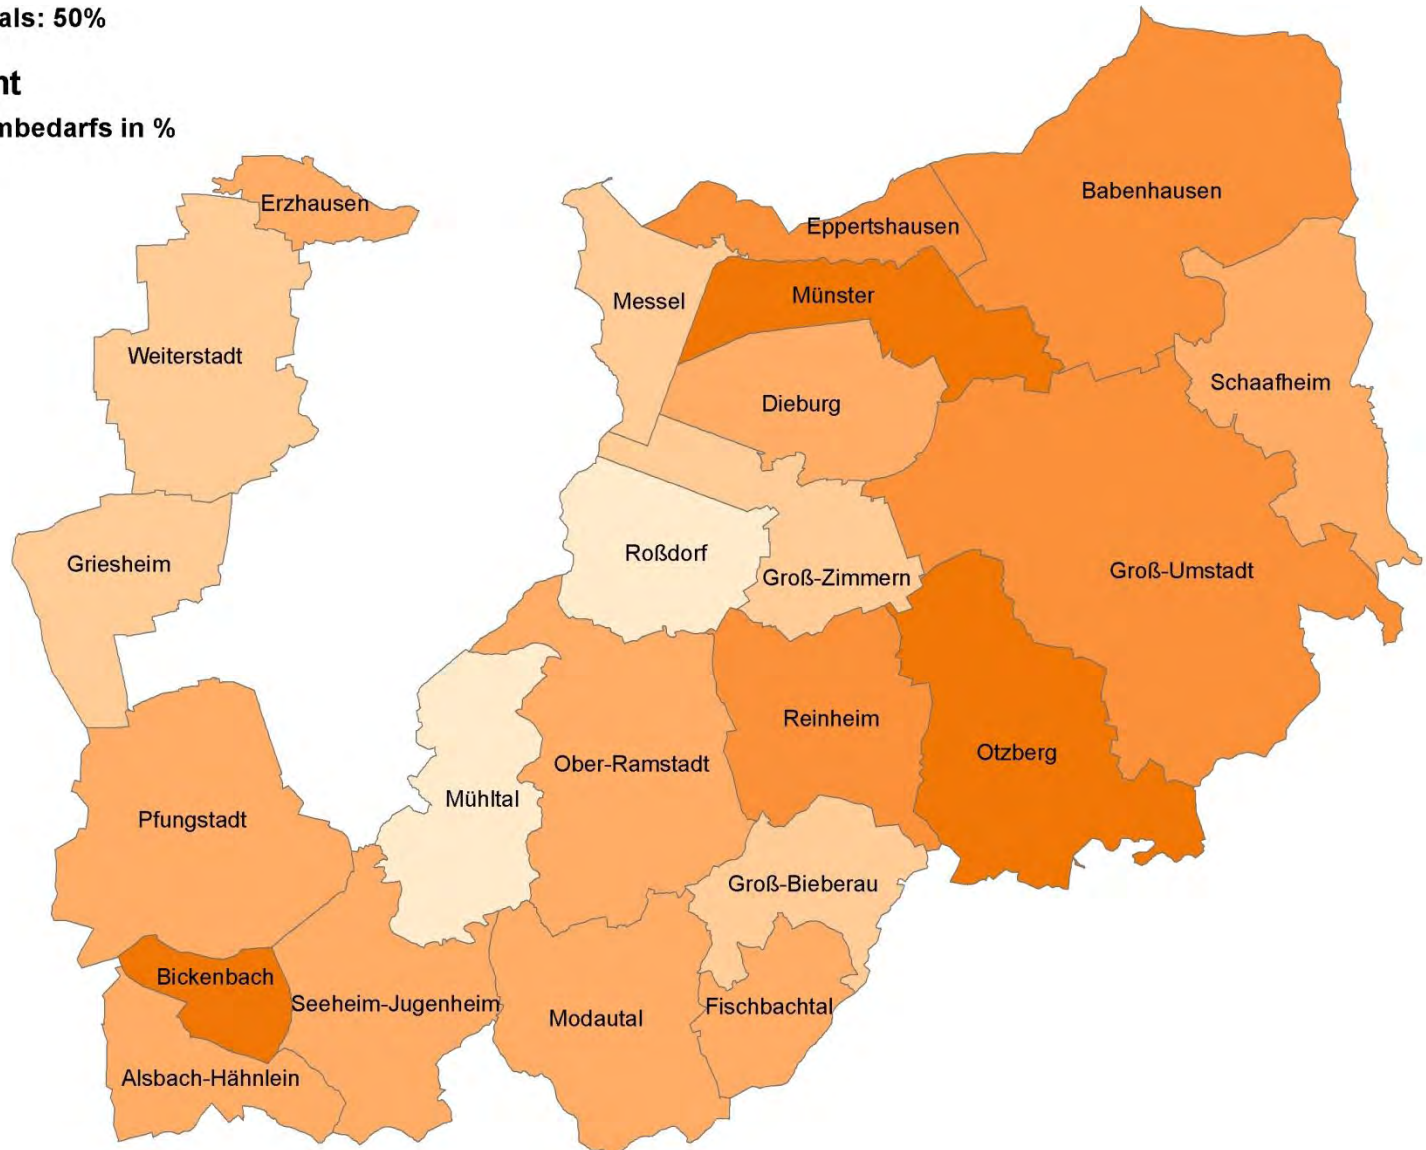 als: 50%
nt
mbedarfs in %
Erzhausen
Babenhausen
Eppertshausen
Messel
Münster
Weiterstadt
Schaafheim
Dieburg
Griesheim
Roßdorf
Groß-Zimmern
Groß-Umstadt
Reinheim
Otzberg
Ober-Ramstadt
Mühltal
Pfungstadt
Groß-Bieberau
Bickenbach
Seeheim-Jugenheim
Modautal
Fischbachtal
Alsbach-Hähnlein